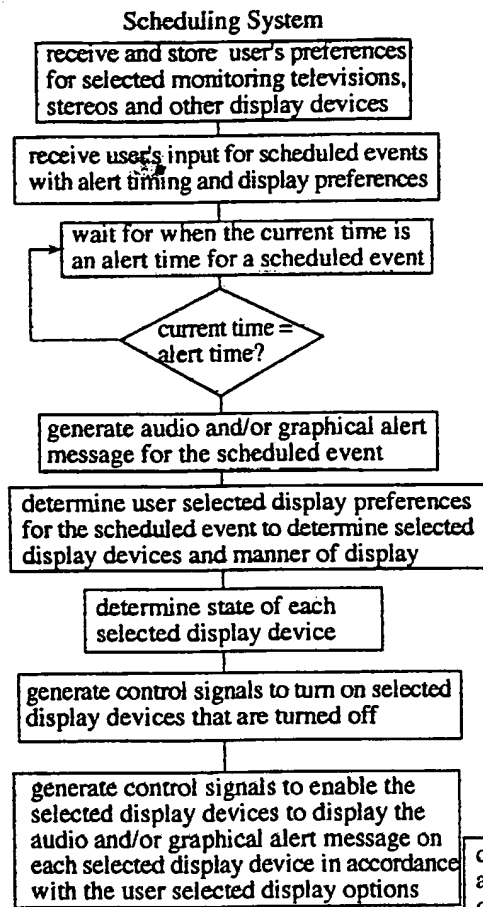 Scheduling System
receive and store user's preferences
for selected monitoring televisions,
stereos and other display devices
receive user's input for scheduled events
with alert timing and display preferences
wait for when the current time is
an alert time for a scheduled event
current time =
alert time?
generate audio and/or graphical alert
message for the scheduled event
determine user selected display preferences
for the scheduled event to determine selected
display devices and manner of display
determine state of each
selected display device
generate control signals to turn on selected
display devices that are turned off
generate control signals to enable the
selected display devices to display the
audio and/or graphical alert message on
each selected display device in accordance
with the user selected display options